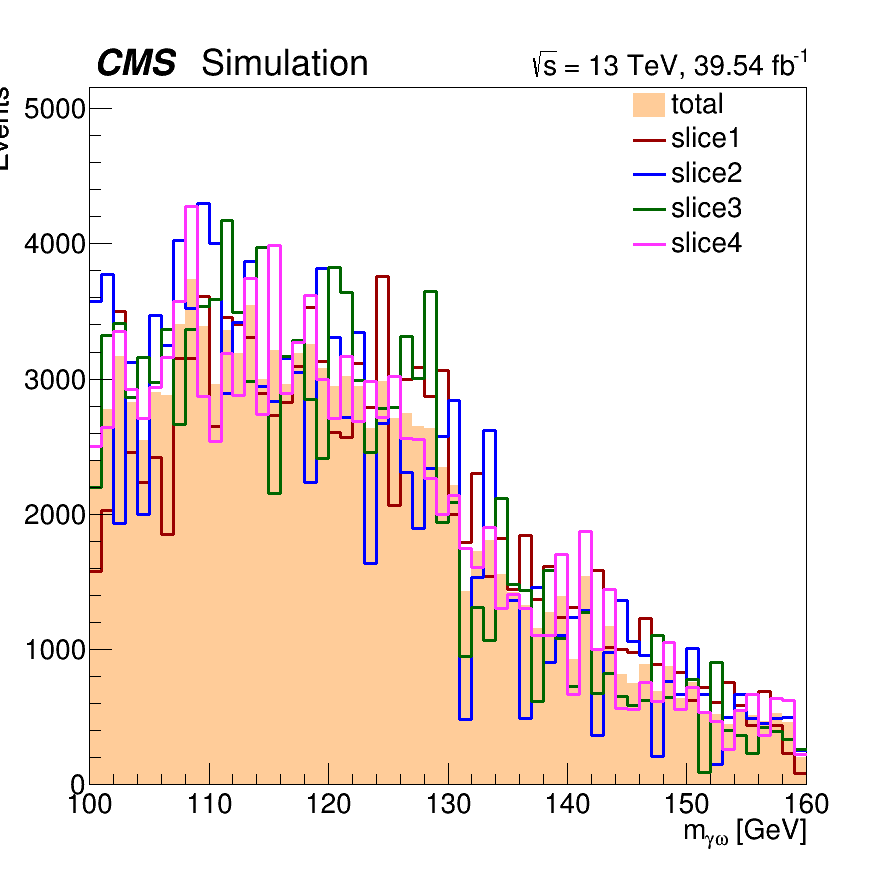 CMS Simulation √s = 13 TeV, 39.54 fb⁻¹
Events
5000
4000
3000
2000
1000
0
total
slice1
slice2
slice3
slice4
100 110 120 130 140 150 160
mγω [GeV]